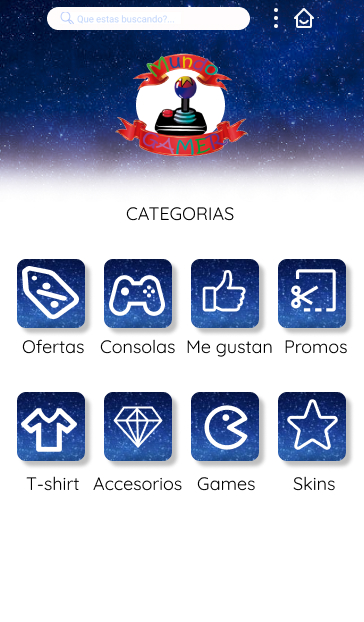 Que estas buscando?...
Mundo
GAMER
CATEGORIAS
Ofertas Consolas Me gustan Promos
T-shirt Accesorios Games Skins